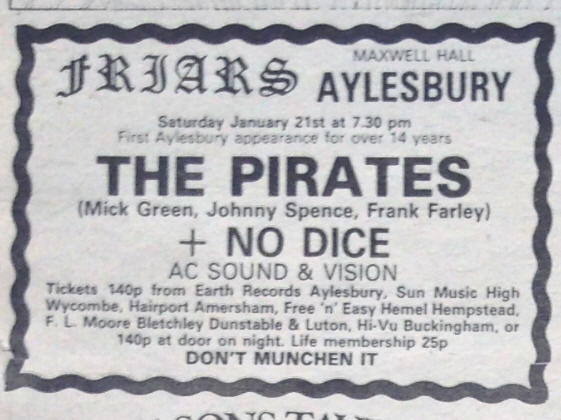 MAXWELL HALL
FRIARS AYLESBURY
Saturday January 21st at 7.30 pm
First Aylesbury appearance for over 14 years
THE PIRATES
(Mick Green, Johnny Spence, Frank Farley)
+ NO DICE
AC SOUND & VISION
Tickets 140p from Earth Records Aylesbury, Sun Music High
Wycombe, Hairport Amersham, Free 'n' Easy Hemel Hempstead,
F. L. Moore Bletchley Dunstable & Luton, Hi-Vu Buckingham, or
140p at door on night. Life membership 25p
DON'T MUNCHEN IT